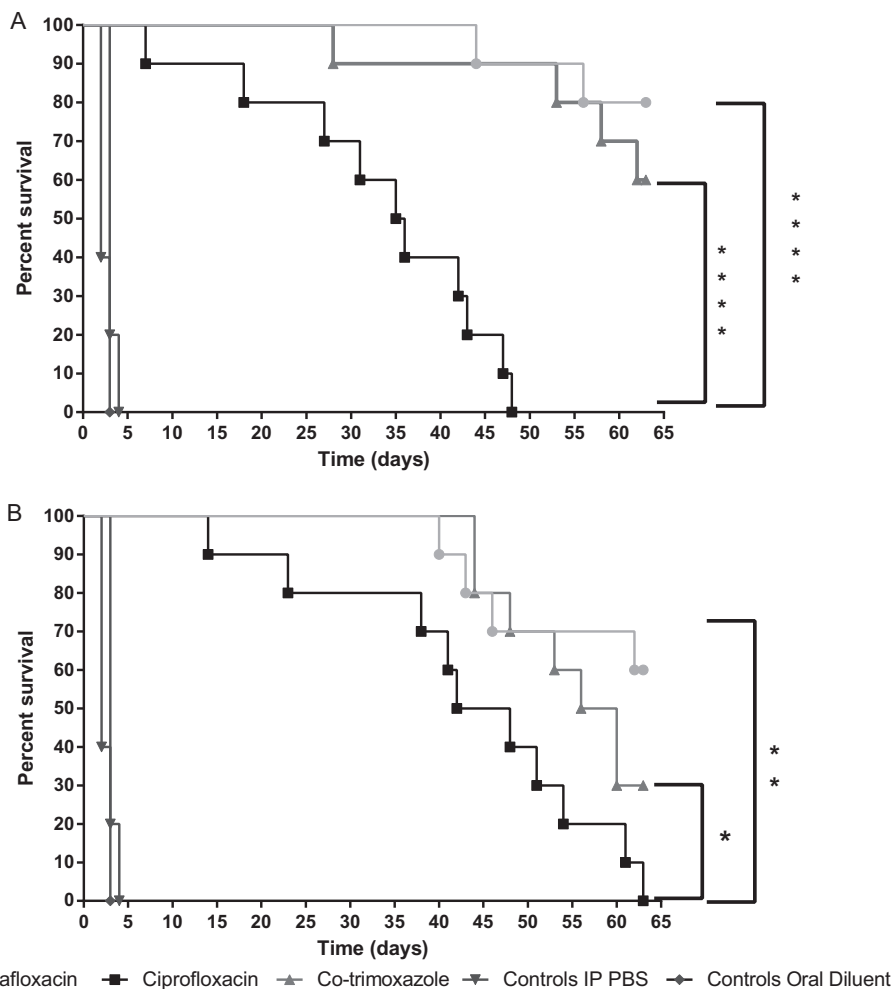 A
100
90
80
70
60
50
40
30
20
10
0
Percent survival
0 5 10 15 20 25 30 35 40 45 50 55 60 65
Time (days)
* * * *
* * * *
B
100
90
80
70
60
50
40
30
20
10
0
Percent survival
0 5 10 15 20 25 30 35 40 45 50 55 60 65
Time (days)
* *
*
afloxacin Ciprofloxacin Co-trimoxazole Controls IP PBS Controls Oral Diluent